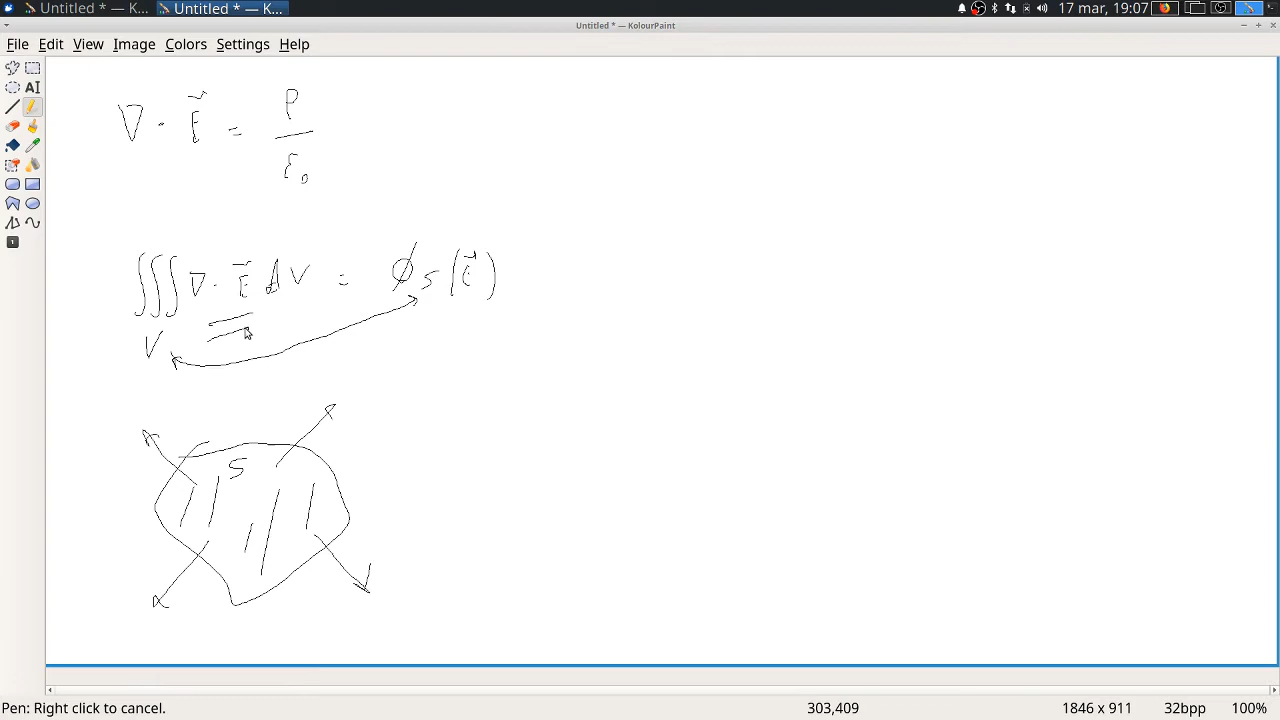 Untitled * — K... Untitled * — K... 17 mar, 19:07
Untitled * — KolourPaint
File Edit View Image Colors Settings Help
∇ · E⃗ = ρ / ε₀
∭ ∇ · E⃗ dV = ϕ s (E⃗)
V
S
Pen: Right click to cancel. 303,409 1846 x 911 32bpp 100%